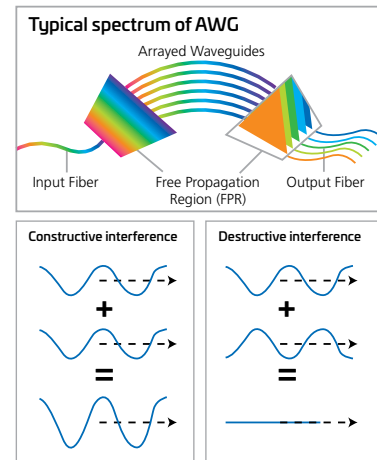 Typical spectrum of AWG
Arrayed Waveguides
Input Fiber
Free Propagation
Region (FPR)
Output Fiber
Constructive interference
+
=
Destructive interference
+
=